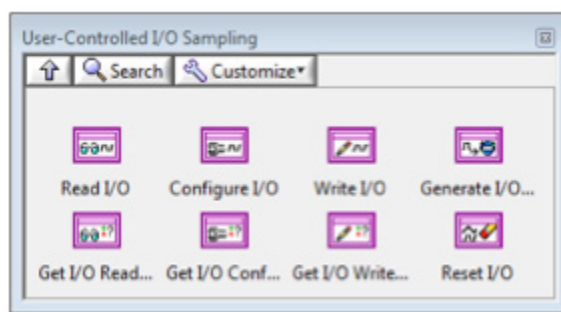 User-Controlled I/O Sampling
Search Customize
Read I/O Configure I/O Write I/O Generate I/O...
Get I/O Read... Get I/O Conf... Get I/O Write... Reset I/O